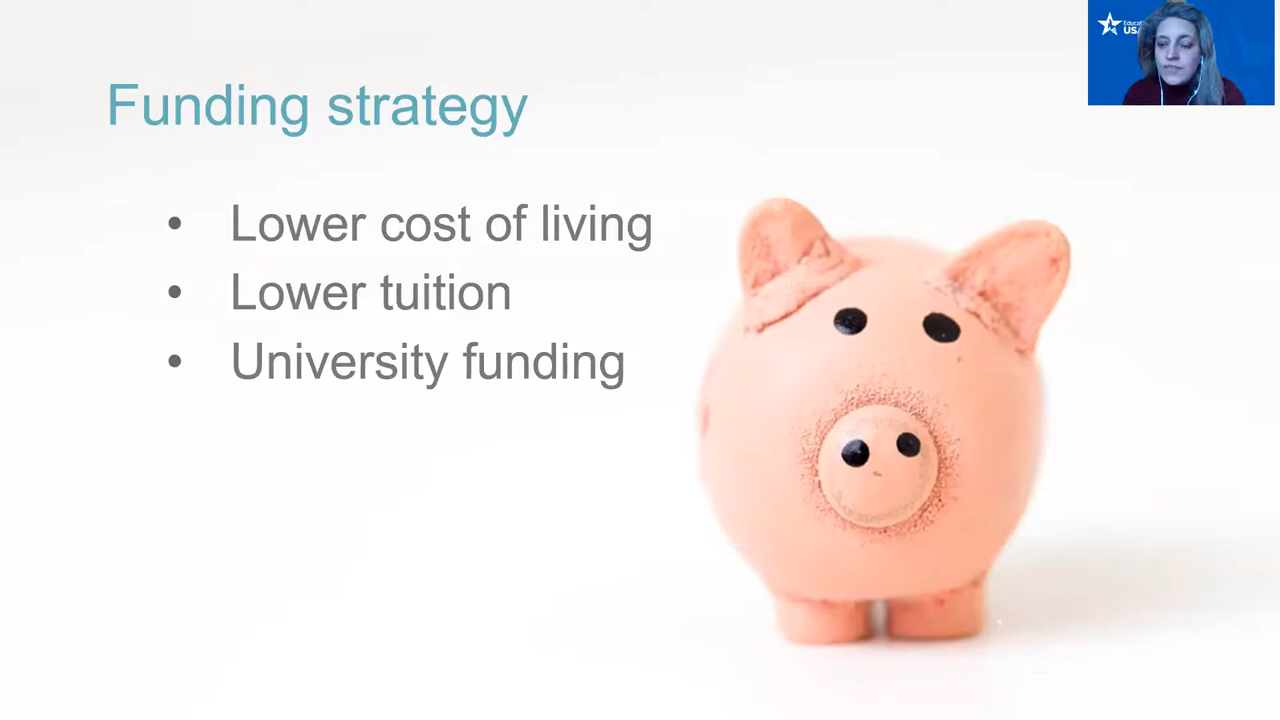 Funding strategy
• Lower cost of living
• Lower tuition
• University funding